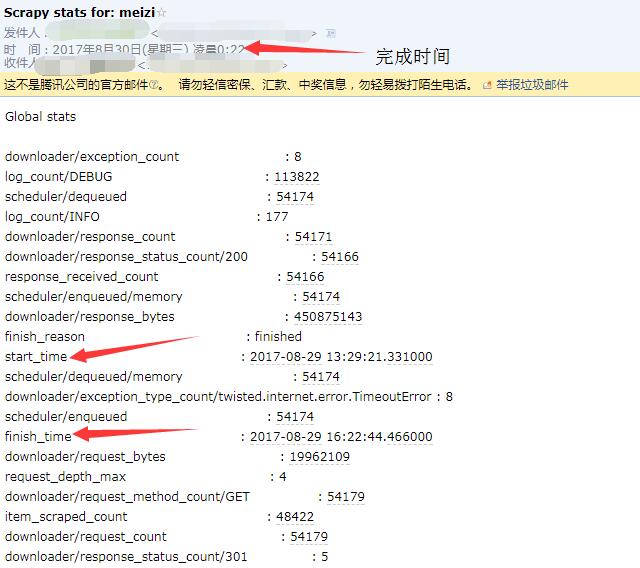 Scrapy stats for: meizi☆
发件人：
时 间：2017年8月30日(星期三) 凌晨0:22
完成时间
收件人
这不是腾讯公司的官方邮件。 请勿轻信密保、汇款、中奖信息，勿轻易拨打陌生电话。 举报垃圾邮件
Global stats
downloader/exception_count : 8
log_count/DEBUG : 113822
scheduler/dequeued : 54174
log_count/INFO : 177
downloader/response_count : 54171
downloader/response_status_count/200 : 54166
response_received_count : 54166
scheduler/enqueued/memory : 54174
downloader/response_bytes : 450875143
finish_reason : finished
start_time : 2017-08-29 13:29:21.331000
scheduler/dequeued/memory : 54174
downloader/exception_type_count/twisted.internet.error.TimeoutError : 8
scheduler/enqueued : 54174
finish_time : 2017-08-29 16:22:44.466000
downloader/request_bytes : 19962109
request_depth_max : 4
downloader/request_method_count/GET : 54179
item_scraped_count : 48422
downloader/request_count : 54179
downloader/response_status_count/301 : 5